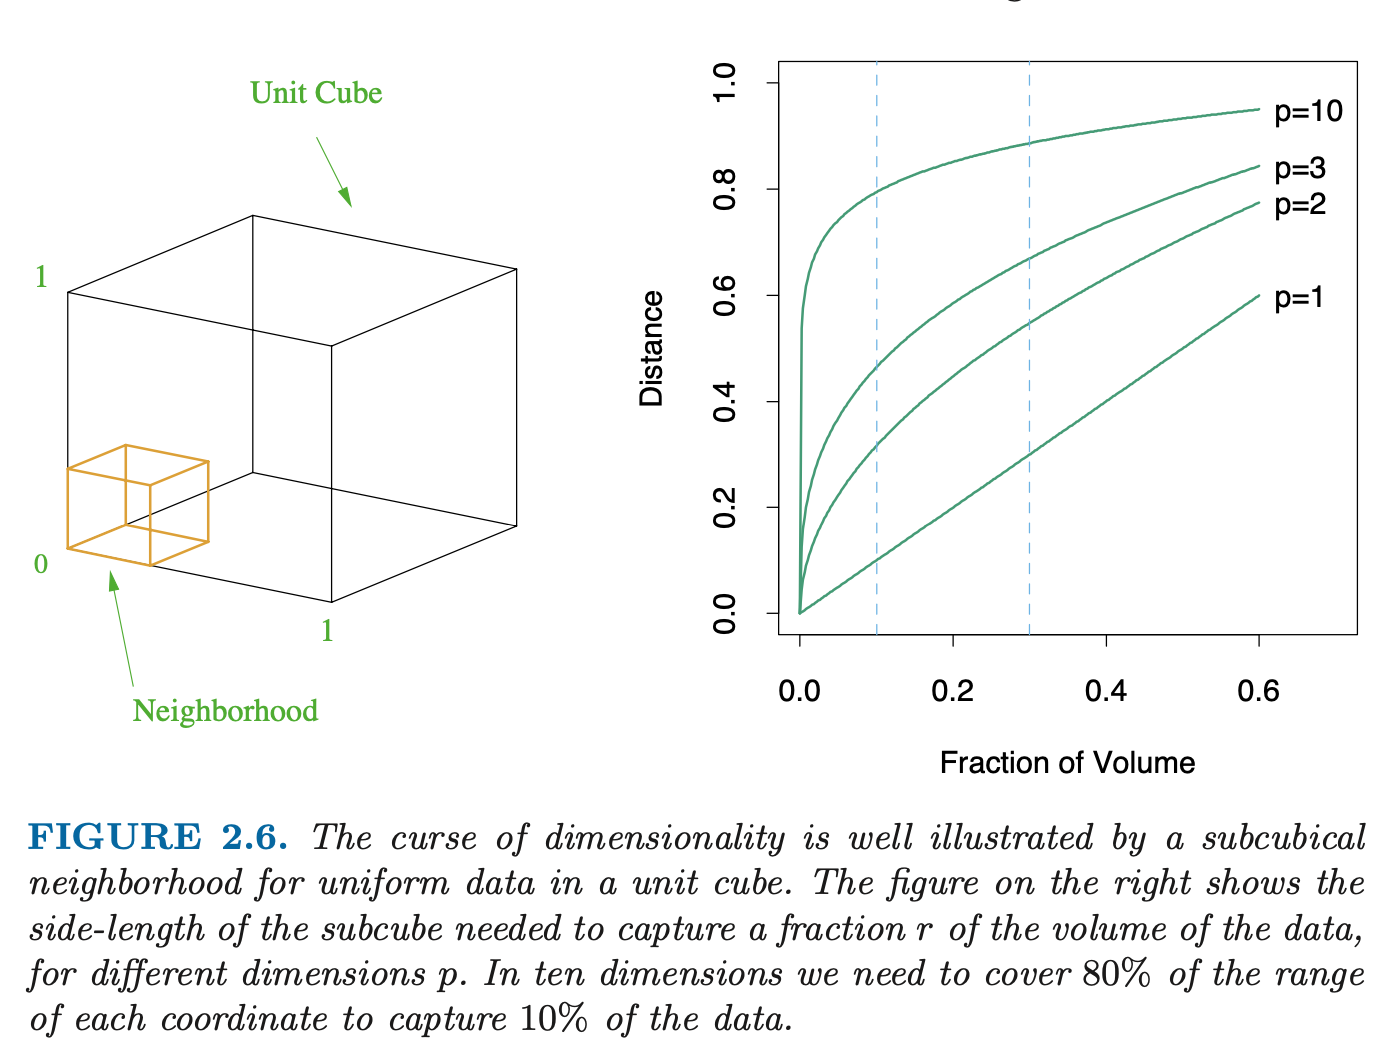 Unit Cube
1
0
1
Neighborhood
Distance
1.0
0.8
0.6
0.4
0.2
0.0
p=10
p=3
p=2
p=1
0.0 0.2 0.4 0.6
Fraction of Volume
FIGURE 2.6. The curse of dimensionality is well illustrated by a subcubical
neighborhood for uniform data in a unit cube. The figure on the right shows the
side-length of the subcube needed to capture a fraction r of the volume of the data,
for different dimensions p. In ten dimensions we need to cover 80% of the range
of each coordinate to capture 10% of the data.